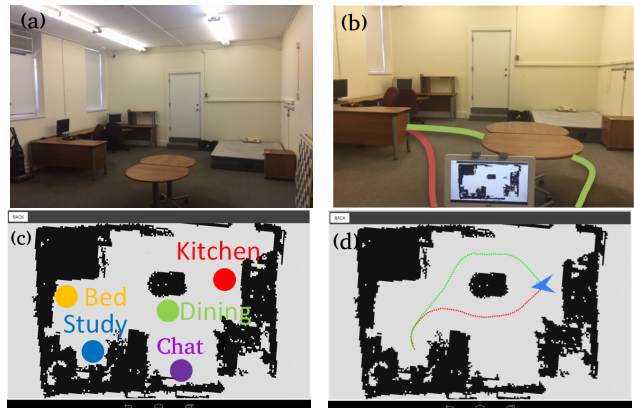 (a)
(b)
BACK
(c)
Kitchen
Bed
Dining
Study
Chat
BACK
(d)